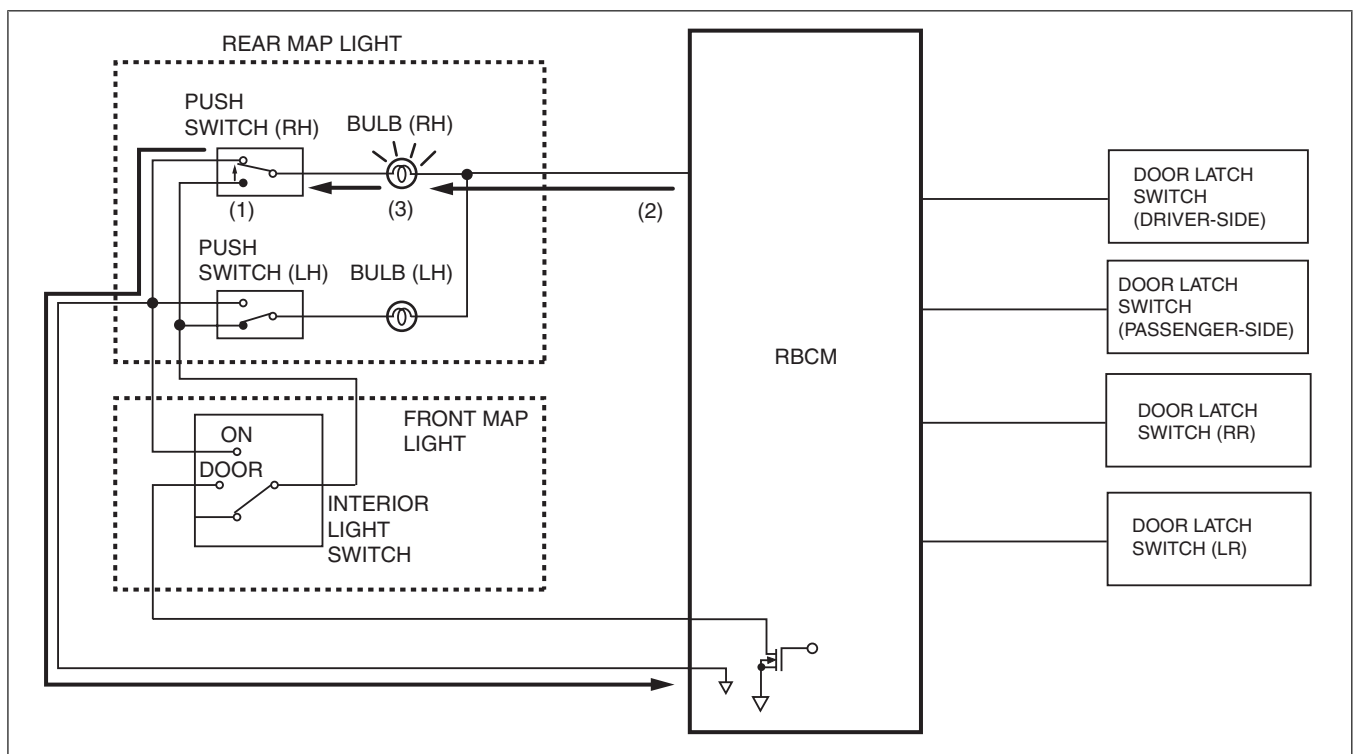 REAR MAP LIGHT
PUSH
SWITCH (RH)
BULB (RH)
(1)
(3)
(2)
PUSH
SWITCH (LH)
BULB (LH)
FRONT MAP
LIGHT
ON
DOOR
INTERIOR
LIGHT
SWITCH
RBCM
DOOR LATCH
SWITCH
(DRIVER-SIDE)
DOOR LATCH
SWITCH
(PASSENGER-SIDE)
DOOR LATCH
SWITCH (RR)
DOOR LATCH
SWITCH (LR)